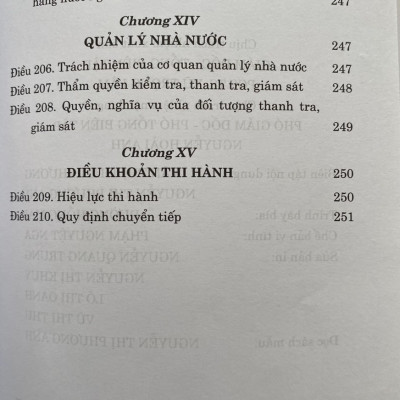 247
Chương XIV
QUẢN LÝ NHÀ NƯỚC 247
Điều 206. Trách nhiệm của cơ quan quản lý nhà nước 247
Điều 207. Thẩm quyền kiểm tra, thanh tra, giám sát 248
Điều 208. Quyền, nghĩa vụ của đối tượng thanh tra,
giám sát 249
Chương XV
ĐIỀU KHOẢN THI HÀNH 250
Điều 209. Hiệu lực thi hành 250
Điều 210. Quy định chuyển tiếp 251